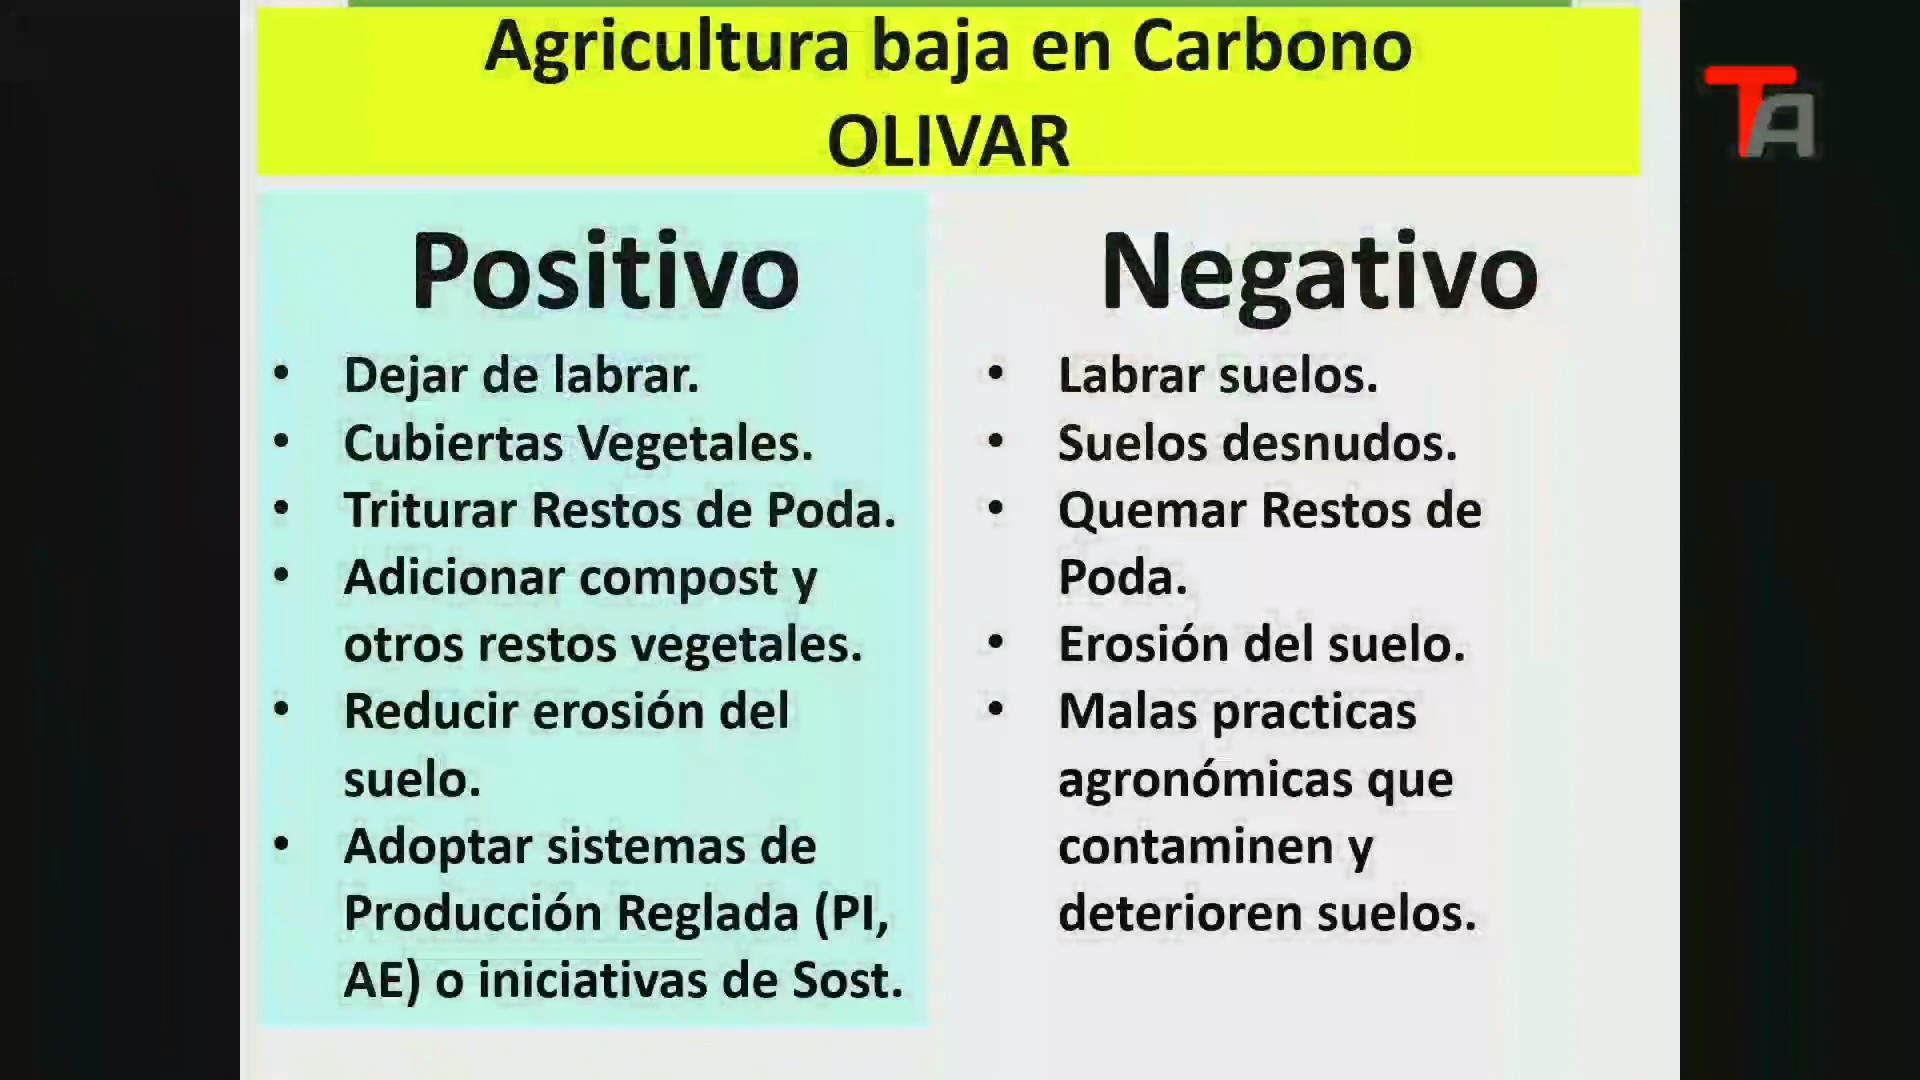 Agricultura baja en Carbono
OLIVAR
TA
Positivo
• Dejar de labrar.
• Cubiertas Vegetales.
• Triturar Restos de Poda.
• Adicionar compost y
otros restos vegetales.
• Reducir erosión del
suelo.
• Adoptar sistemas de
Producción Reglada (PI,
AE) o iniciativas de Sost.
Negativo
• Labrar suelos.
• Suelos desnudos.
• Quemar Restos de
Poda.
• Erosión del suelo.
• Malas practicas
agronómicas que
contaminen y
deterioren suelos.